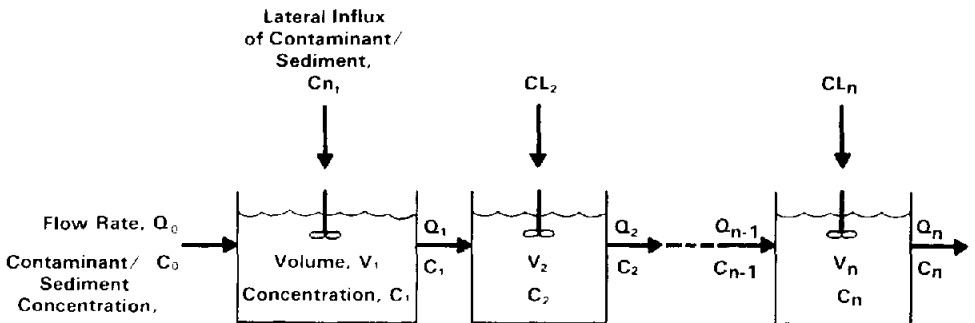 Lateral Influx
of Contaminant/
Sediment,
Cn₁
CL₂
CLn
Flow Rate, Q₀
Contaminant/ C₀
Sediment
Concentration,
Volume, V₁
Concentration, C₁
Q₁
C₁
V₂
C₂
Q₂
C₂
Qn-1
Cn-1
Vn
Cn
Qn
Cn